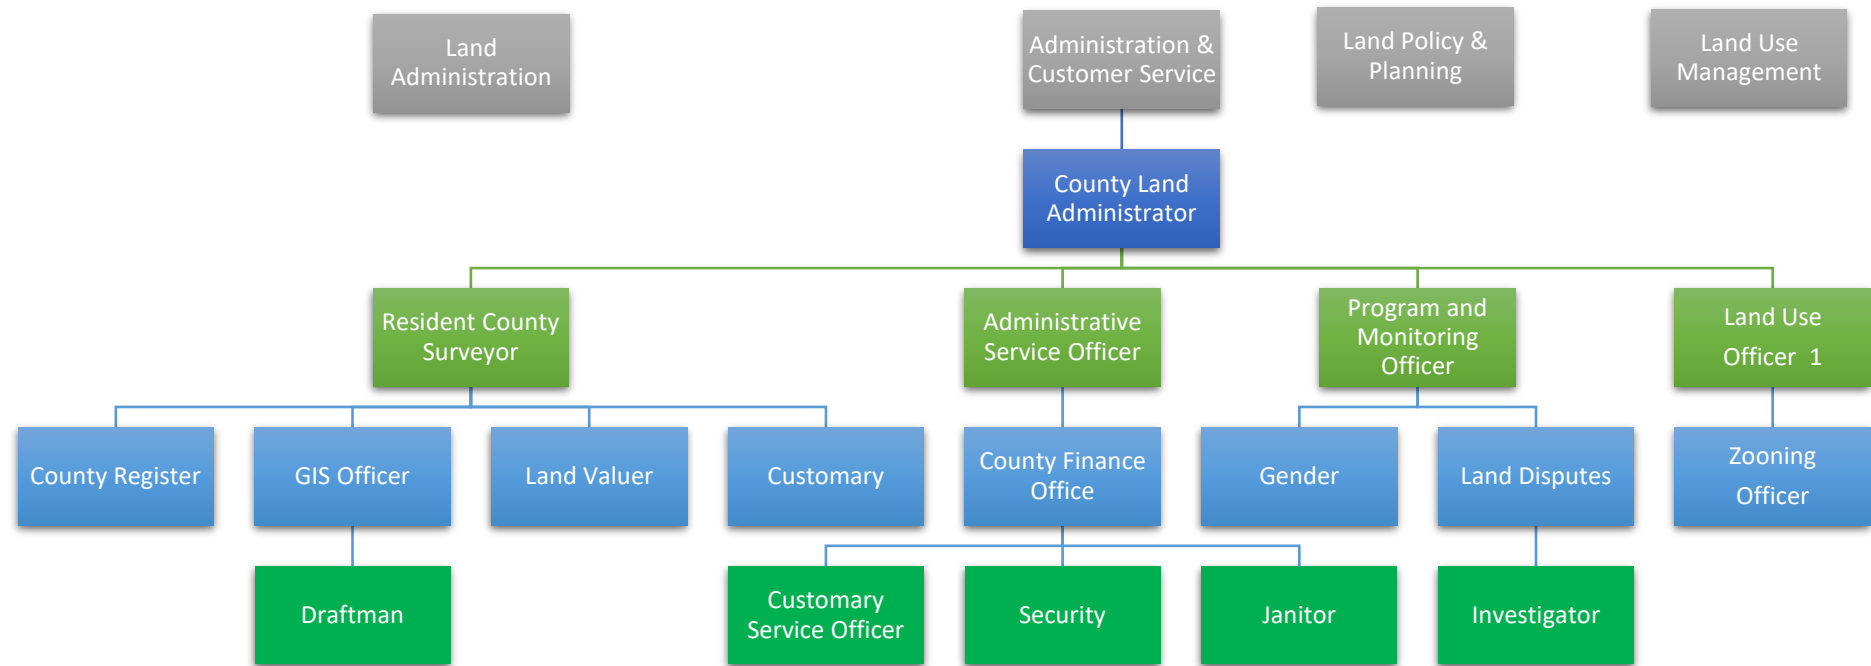 Land
Administration
Administration &
Customer Service
Land Policy &
Planning
Land Use
Management
County Land
Administrator
Resident County
Surveyor
Administrative
Service Officer
Program and
Monitoring
Officer
Land Use
Officer 1
County Register
GIS Officer
Land Valuer
Customary
County Finance
Office
Gender
Land Disputes
Zooning
Officer
Draftman
Customary
Service Officer
Security
Janitor
Investigator